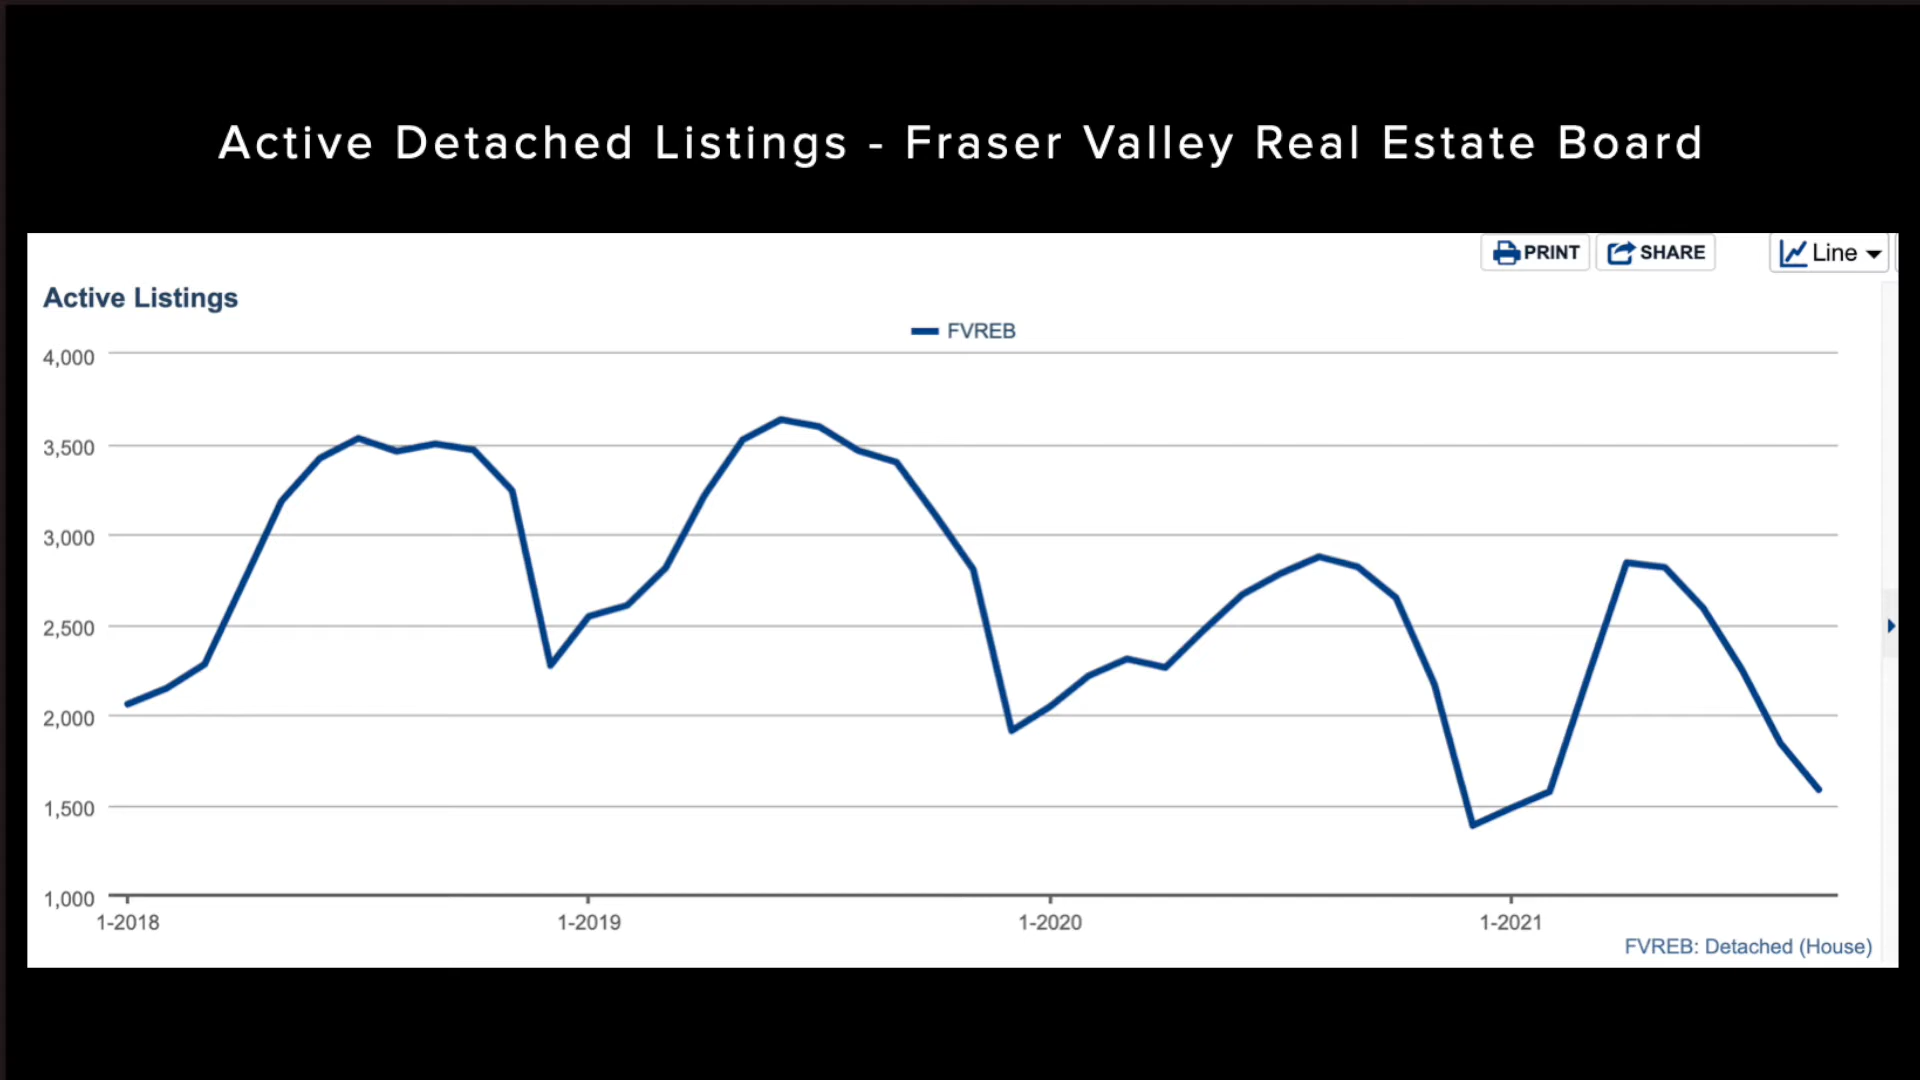 Active Detached Listings - Fraser Valley Real Estate Board
PRINT SHARE Line
Active Listings
FVREB
4,000
3,500
3,000
2,500
2,000
1,500
1,000
1-2018 1-2019 1-2020 1-2021
FVREB: Detached (House)